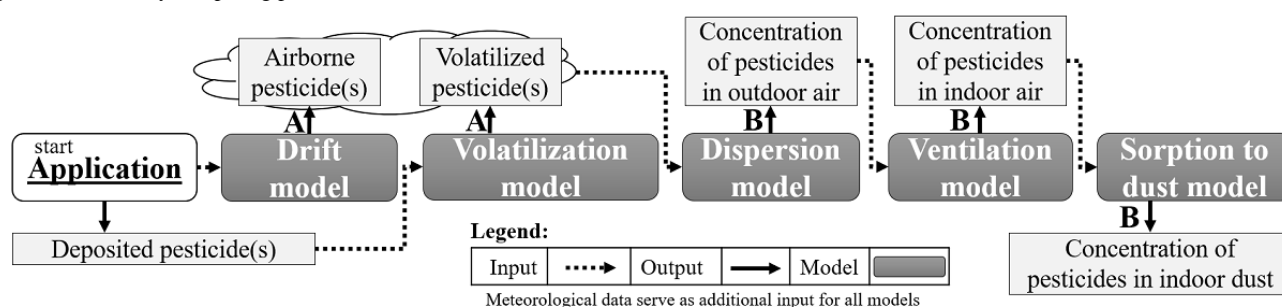 Airborne
pesticide(s)
Volatilized
pesticide(s)
Concentration
of pesticides
in outdoor air
Concentration
of pesticides
in indoor air
A
A
B
B
start
Application
Drift
model
Volatilization
model
Dispersion
model
Ventilation
model
Sorption to
dust model
B
Deposited pesticide(s)
Concentration of
pesticides in indoor dust
Legend:
Input Output Model
Meteorological data serve as additional input for all models